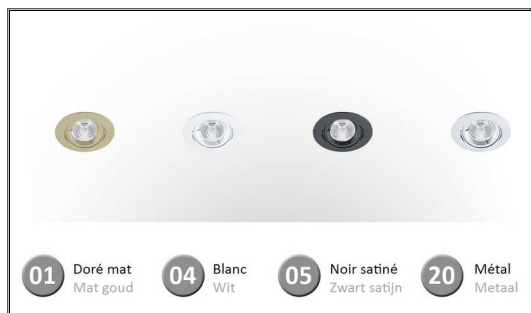 01 Doré mat
Mat goud
04 Blanc
Wit
05 Noir satiné
Zwart satijn
20 Métal
Metaal